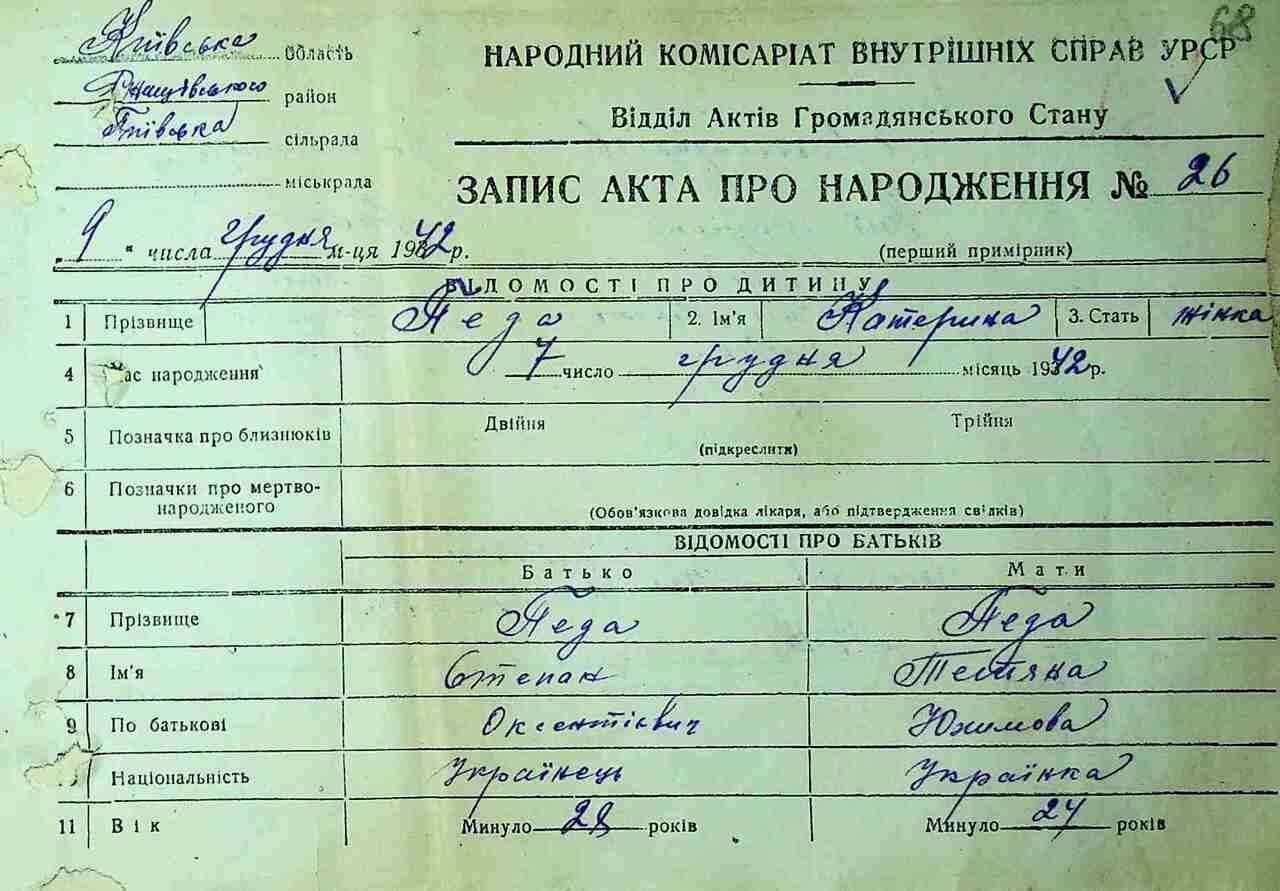 68
Київська область
Ржищівського район
Півська сільрада
міськрада
НАРОДНИЙ КОМІСАРІАТ ВНУТРІШНІХ СПРАВ УРСР
Відділ Актів Громадянського Стану
ЗАПИС АКТА ПРО НАРОДЖЕННЯ № 26
9 " числа грудня м-ця 1942 р.
(перший примірник)
ВІДОМОСТІ ПРО ДИТИНУ
1 Прізвище Педа 2. Ім'я Катерина 3. Стать жінка
4 Час народження 7 число грудня місяць 1942 р.
5 Позначка про близнюків Двійня Трійня
(підкреслити)
6 Позначки про мертво-
народженого
(Обов'язкова довідка лікаря, або підтвердження свідків)
ВІДОМОСТІ ПРО БАТЬКІВ
Батько Мати
7 Прізвище Педа Педа
8 Ім'я Степан Тетяна
9 По батькові Оксентієвич Юхимова
Національність Українець Українка
11 Вік Минуло 28 років Минуло 24 років